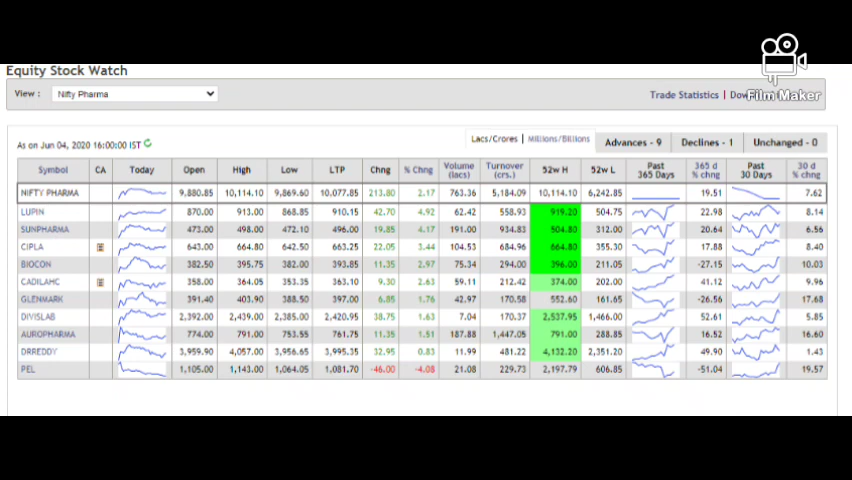 Equity Stock Watch
View : Nifty Pharma
Trade Statistics | Dow
Film Maker
As on Jun 04, 2020 16:00:00 IST
Lacs/Crores | Millions/Billions Advances - 9 Declines - 1 Unchanged - 0
Symbol CA Today Open High Low LTP Chng % Chng Volume (lacs) Turnover (crs.) 52w H 52w L Past 365 Days 365 d % chng Past 30 Days 30 d % chng
NIFTY PHARMA 9,880.85 10,114.10 9,869.60 10,077.85 213.80 2.17 763.36 5,184.09 10,114.10 6,242.85 19.51 7.62
LUPIN 870.00 913.00 868.85 910.15 42.70 4.92 62.42 558.93 919.20 504.75 22.98 8.14
SUNPHARMA 473.00 498.00 472.10 496.00 19.85 4.17 191.00 934.83 504.80 312.00 20.64 6.56
CIPLA 643.00 664.80 642.50 663.25 22.05 3.44 104.53 684.96 664.80 355.30 17.88 8.40
BIOCON 382.50 395.75 382.00 393.85 11.35 2.97 75.34 294.00 396.00 211.05 -27.15 10.03
CADILAHC 358.00 364.05 353.35 363.10 9.30 2.63 59.11 212.42 374.00 202.00 41.12 9.96
GLENMARK 391.40 403.90 388.50 397.00 6.85 1.76 42.97 170.58 552.60 161.65 -26.56 17.68
DIVISLAB 2,392.00 2,439.00 2,385.00 2,420.95 38.75 1.63 7.04 170.37 2,537.95 1,466.00 52.61 5.85
AUROPHARMA 774.00 791.00 753.55 761.75 11.35 1.51 187.88 1,447.05 791.00 288.85 16.52 16.60
DRREDDY 3,959.90 4,057.00 3,956.65 3,995.35 32.95 0.83 11.99 481.22 4,132.20 2,351.20 49.90 1.43
PEL 1,105.00 1,143.00 1,064.05 1,081.70 -46.00 -4.08 21.08 229.73 2,197.79 606.85 -51.04 19.57